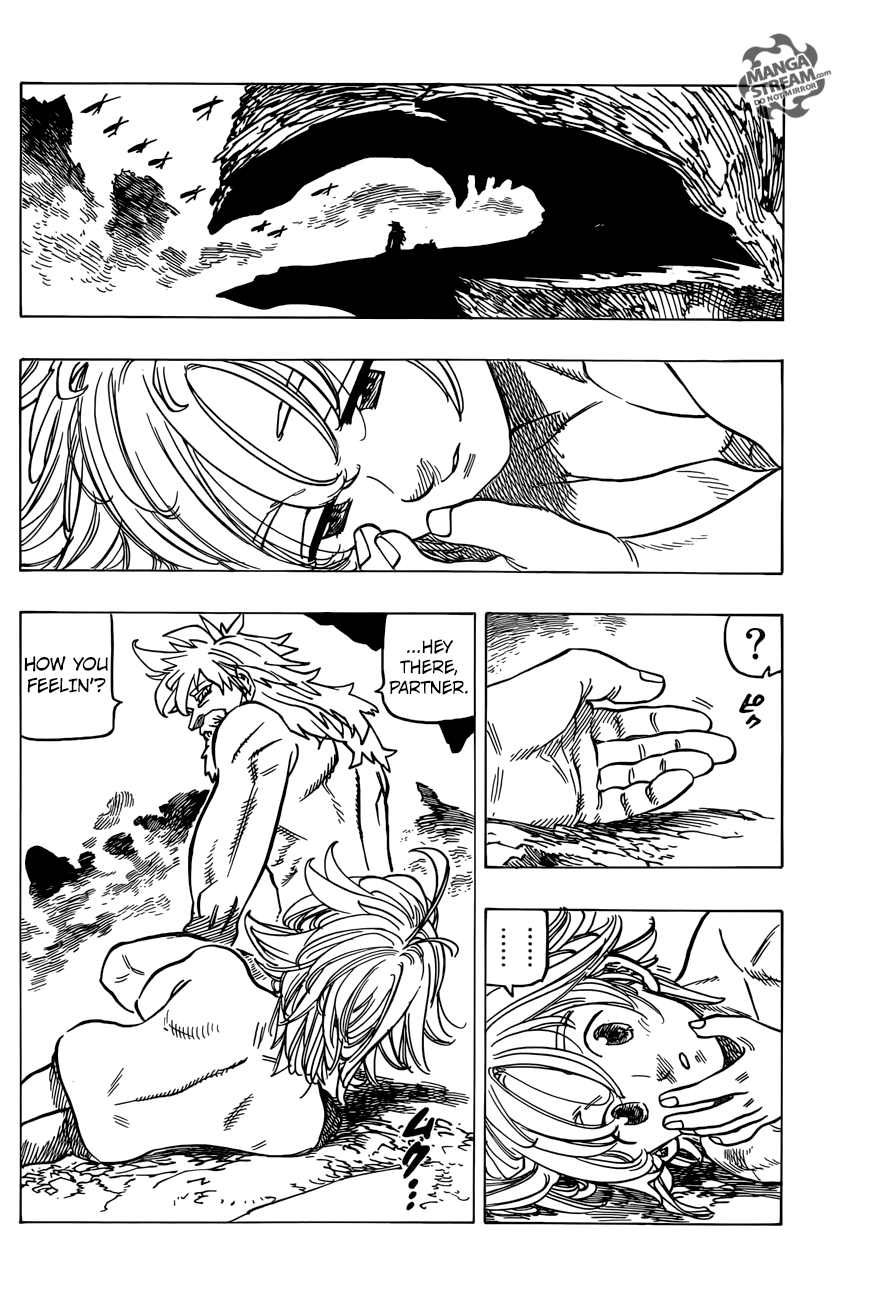 MANGA
STREAM.com
DO NOT MIRROR
?
ピク
………
…HEY
THERE,
PARTNER.
HOW YOU
FEELIN'?
ムク…